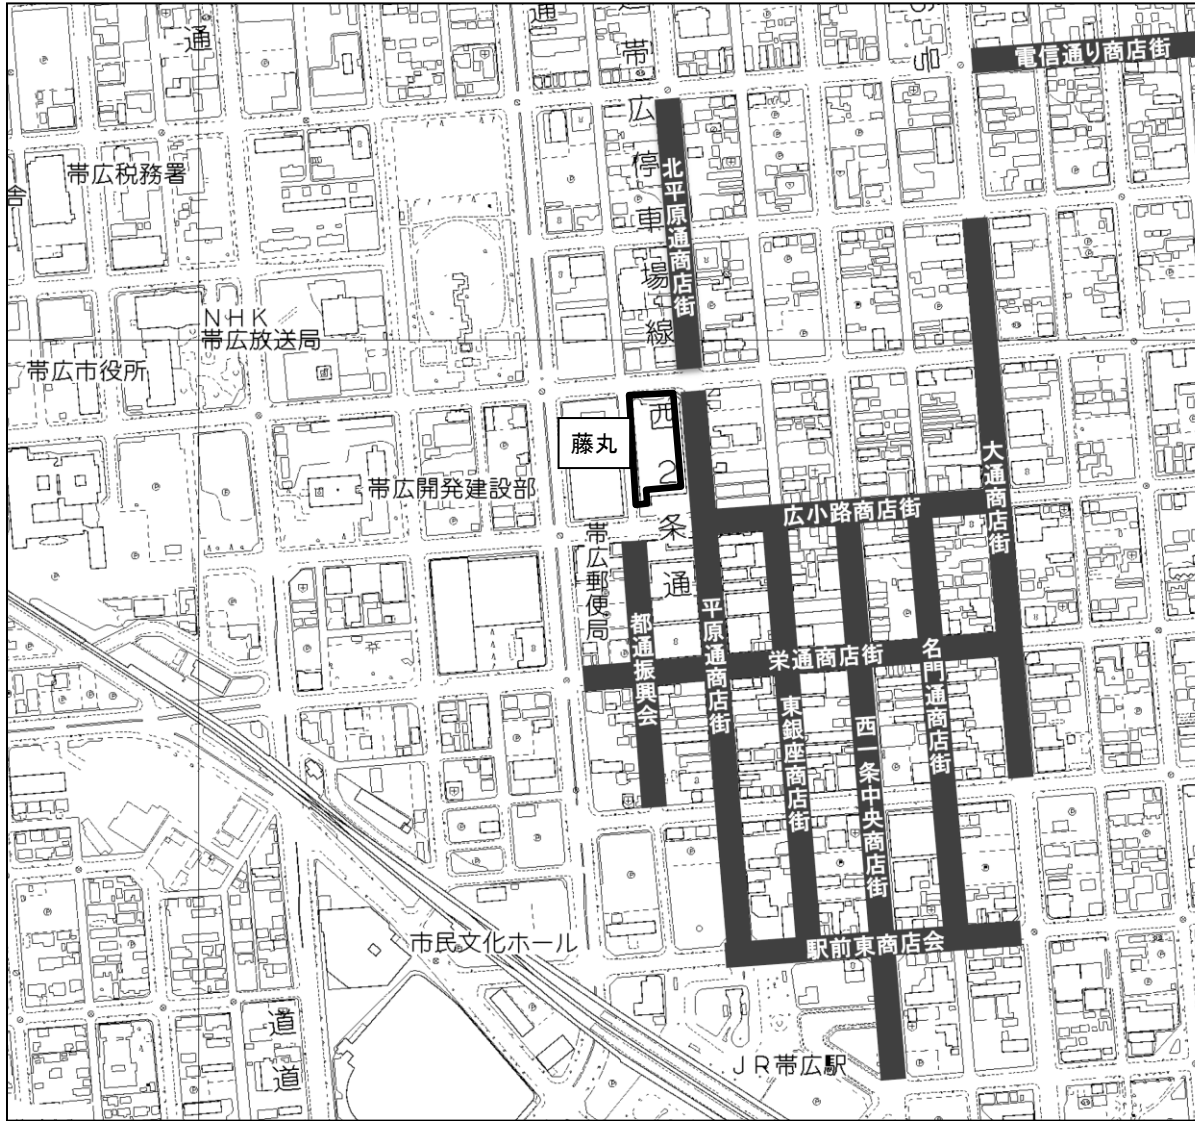 通
通
電信通り商店街
帯広停車場線
北平原通商店街
帯広税務署
舎
NHK
帯広放送局
帯広市役所
藤丸
西2条通
帯広開発建設部
大通商店街
広小路商店街
帯広郵便局
都通振興会
平原通商店街
栄通商店街
名門通商店街
東銀座商店街
西一条中央商店街
駅前東商店会
市民文化ホール
JR帯広駅
道
道